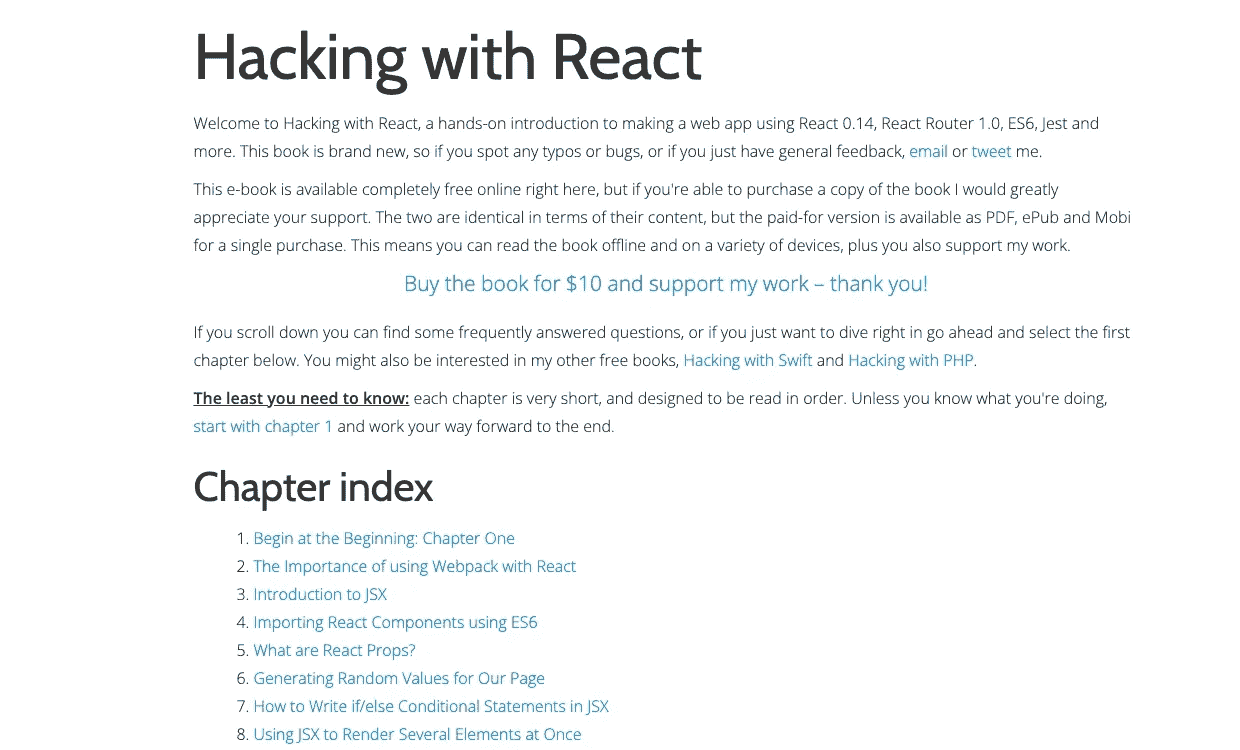 Hacking with React
Welcome to Hacking with React, a hands-on introduction to making a web app using React 0.14, React Router 1.0, ES6, Jest and
more. This book is brand new, so if you spot any typos or bugs, or if you just have general feedback, email or tweet me.
This e-book is available completely free online right here, but if you're able to purchase a copy of the book I would greatly
appreciate your support. The two are identical in terms of their content, but the paid-for version is available as PDF, ePub and Mobi
for a single purchase. This means you can read the book offline and on a variety of devices, plus you also support my work.
Buy the book for $10 and support my work – thank you!
If you scroll down you can find some frequently answered questions, or if you just want to dive right in go ahead and select the first
chapter below. You might also be interested in my other free books, Hacking with Swift and Hacking with PHP.
The least you need to know: each chapter is very short, and designed to be read in order. Unless you know what you're doing,
start with chapter 1 and work your way forward to the end.
Chapter index
1. Begin at the Beginning: Chapter One
2. The Importance of using Webpack with React
3. Introduction to JSX
4. Importing React Components using ES6
5. What are React Props?
6. Generating Random Values for Our Page
7. How to Write if/else Conditional Statements in JSX
8. Using JSX to Render Several Elements at Once